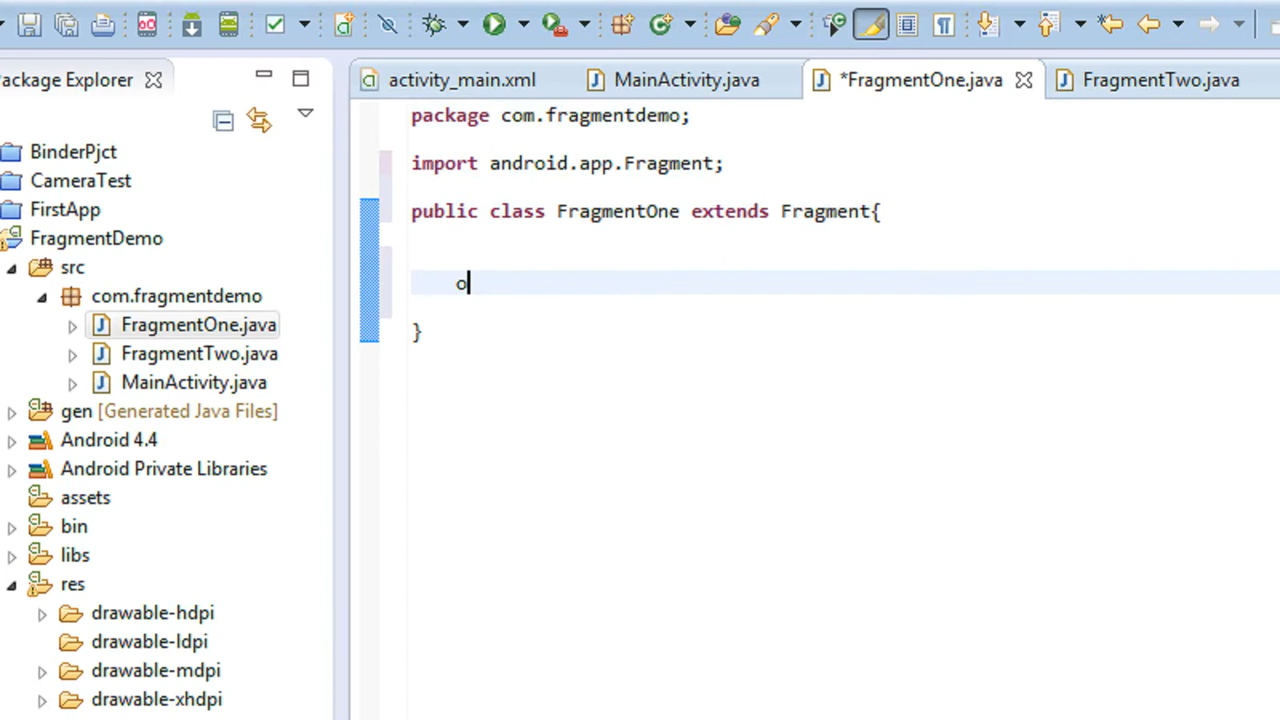 Package Explorer
BinderPjct
CameraTest
FirstApp
FragmentDemo
src
com.fragmentdemo
FragmentOne.java
FragmentTwo.java
MainActivity.java
gen [Generated Java Files]
Android 4.4
Android Private Libraries
assets
bin
libs
res
drawable-hdpi
drawable-ldpi
drawable-mdpi
drawable-xhdpi
activity_main.xml
MainActivity.java
*FragmentOne.java
FragmentTwo.java
package com.fragmentdemo;
import android.app.Fragment;
public class FragmentOne extends Fragment{
o
}